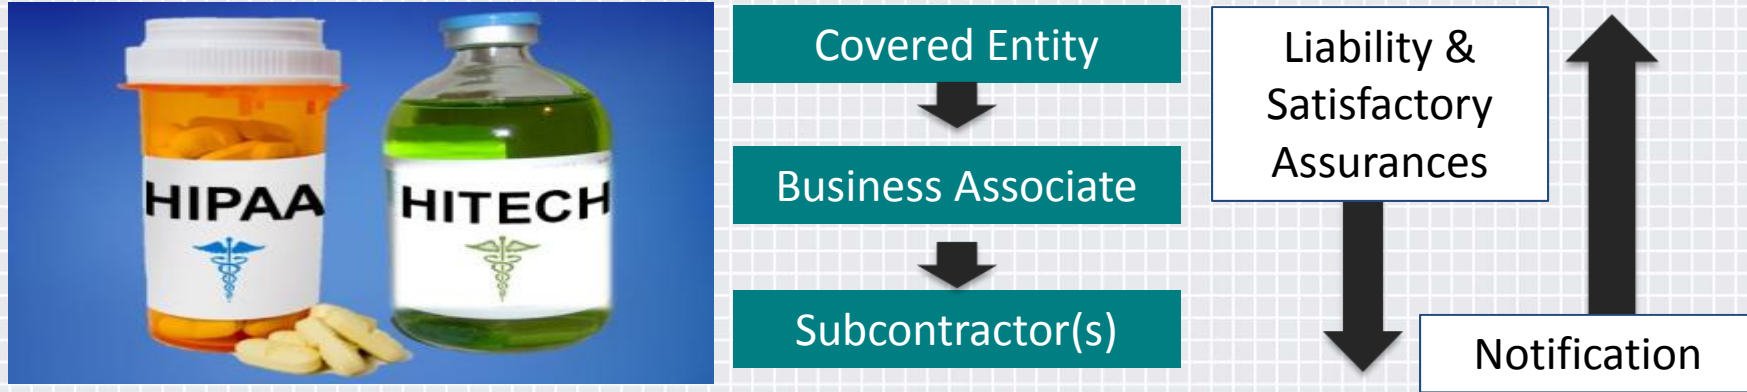 HIPAA
HITECH
Covered Entity
Business Associate
Subcontractor(s)
Liability &
Satisfactory
Assurances
Notification